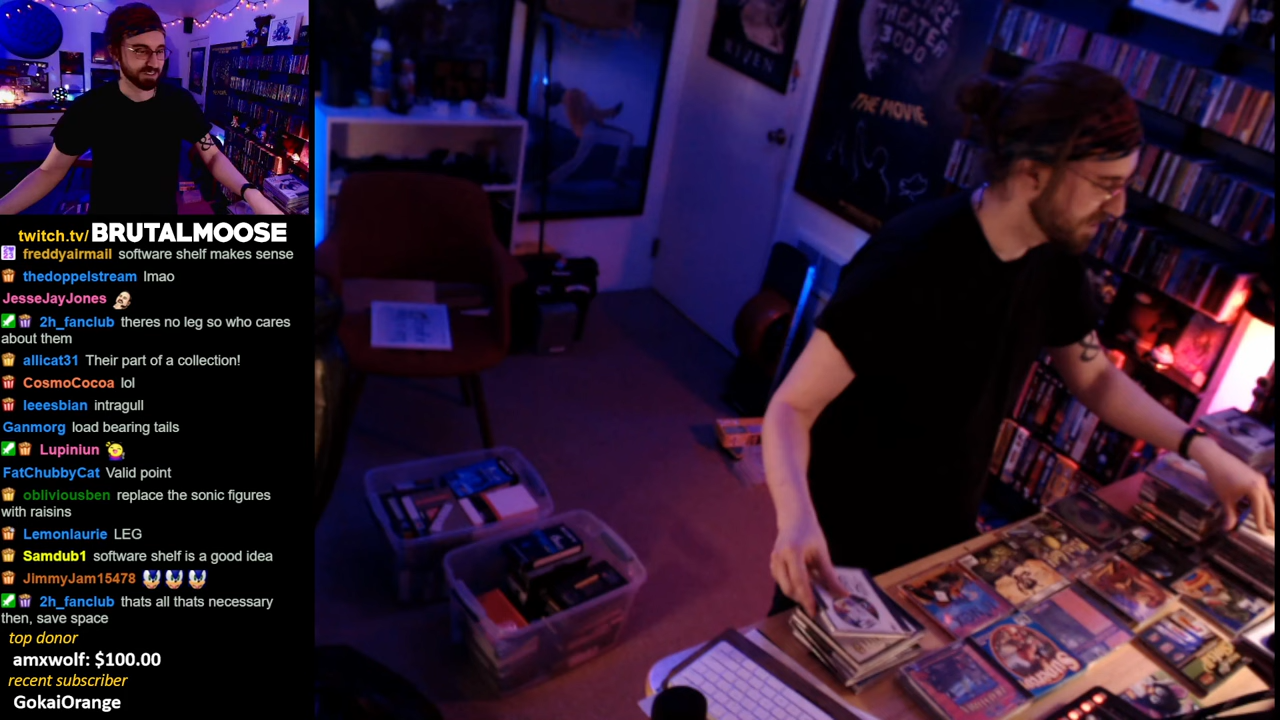 twitch.tv/BRUTALMOOSE
freddyairmail software shelf makes sense
thedoppelstream lmao
JesseJayJones
2h_fanclub theres no leg so who cares
about them
allicat31 Their part of a collection!
CosmoCocoa lol
leeesbian intragull
Ganmorg load bearing tails
Lupiniun
FatChubbyCat Valid point
obliviousben replace the sonic figures
with raisins
Lemonlaurie LEG
Samdub1 software shelf is a good idea
JimmyJam15478
2h_fanclub thats all thats necessary
then, save space
top donor
amxwolf: $100.00
recent subscriber
GokaiOrange
THEATER
3000
THE MOVIE
RIVEN